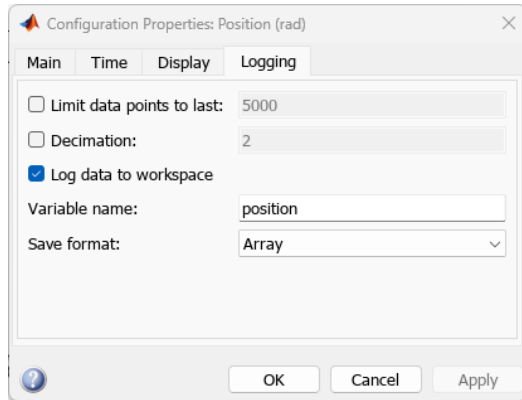 Configuration Properties: Position (rad)
Main Time Display Logging
Limit data points to last: 5000
Decimation: 2
Log data to workspace
Variable name: position
Save format: Array
? OK Cancel Apply